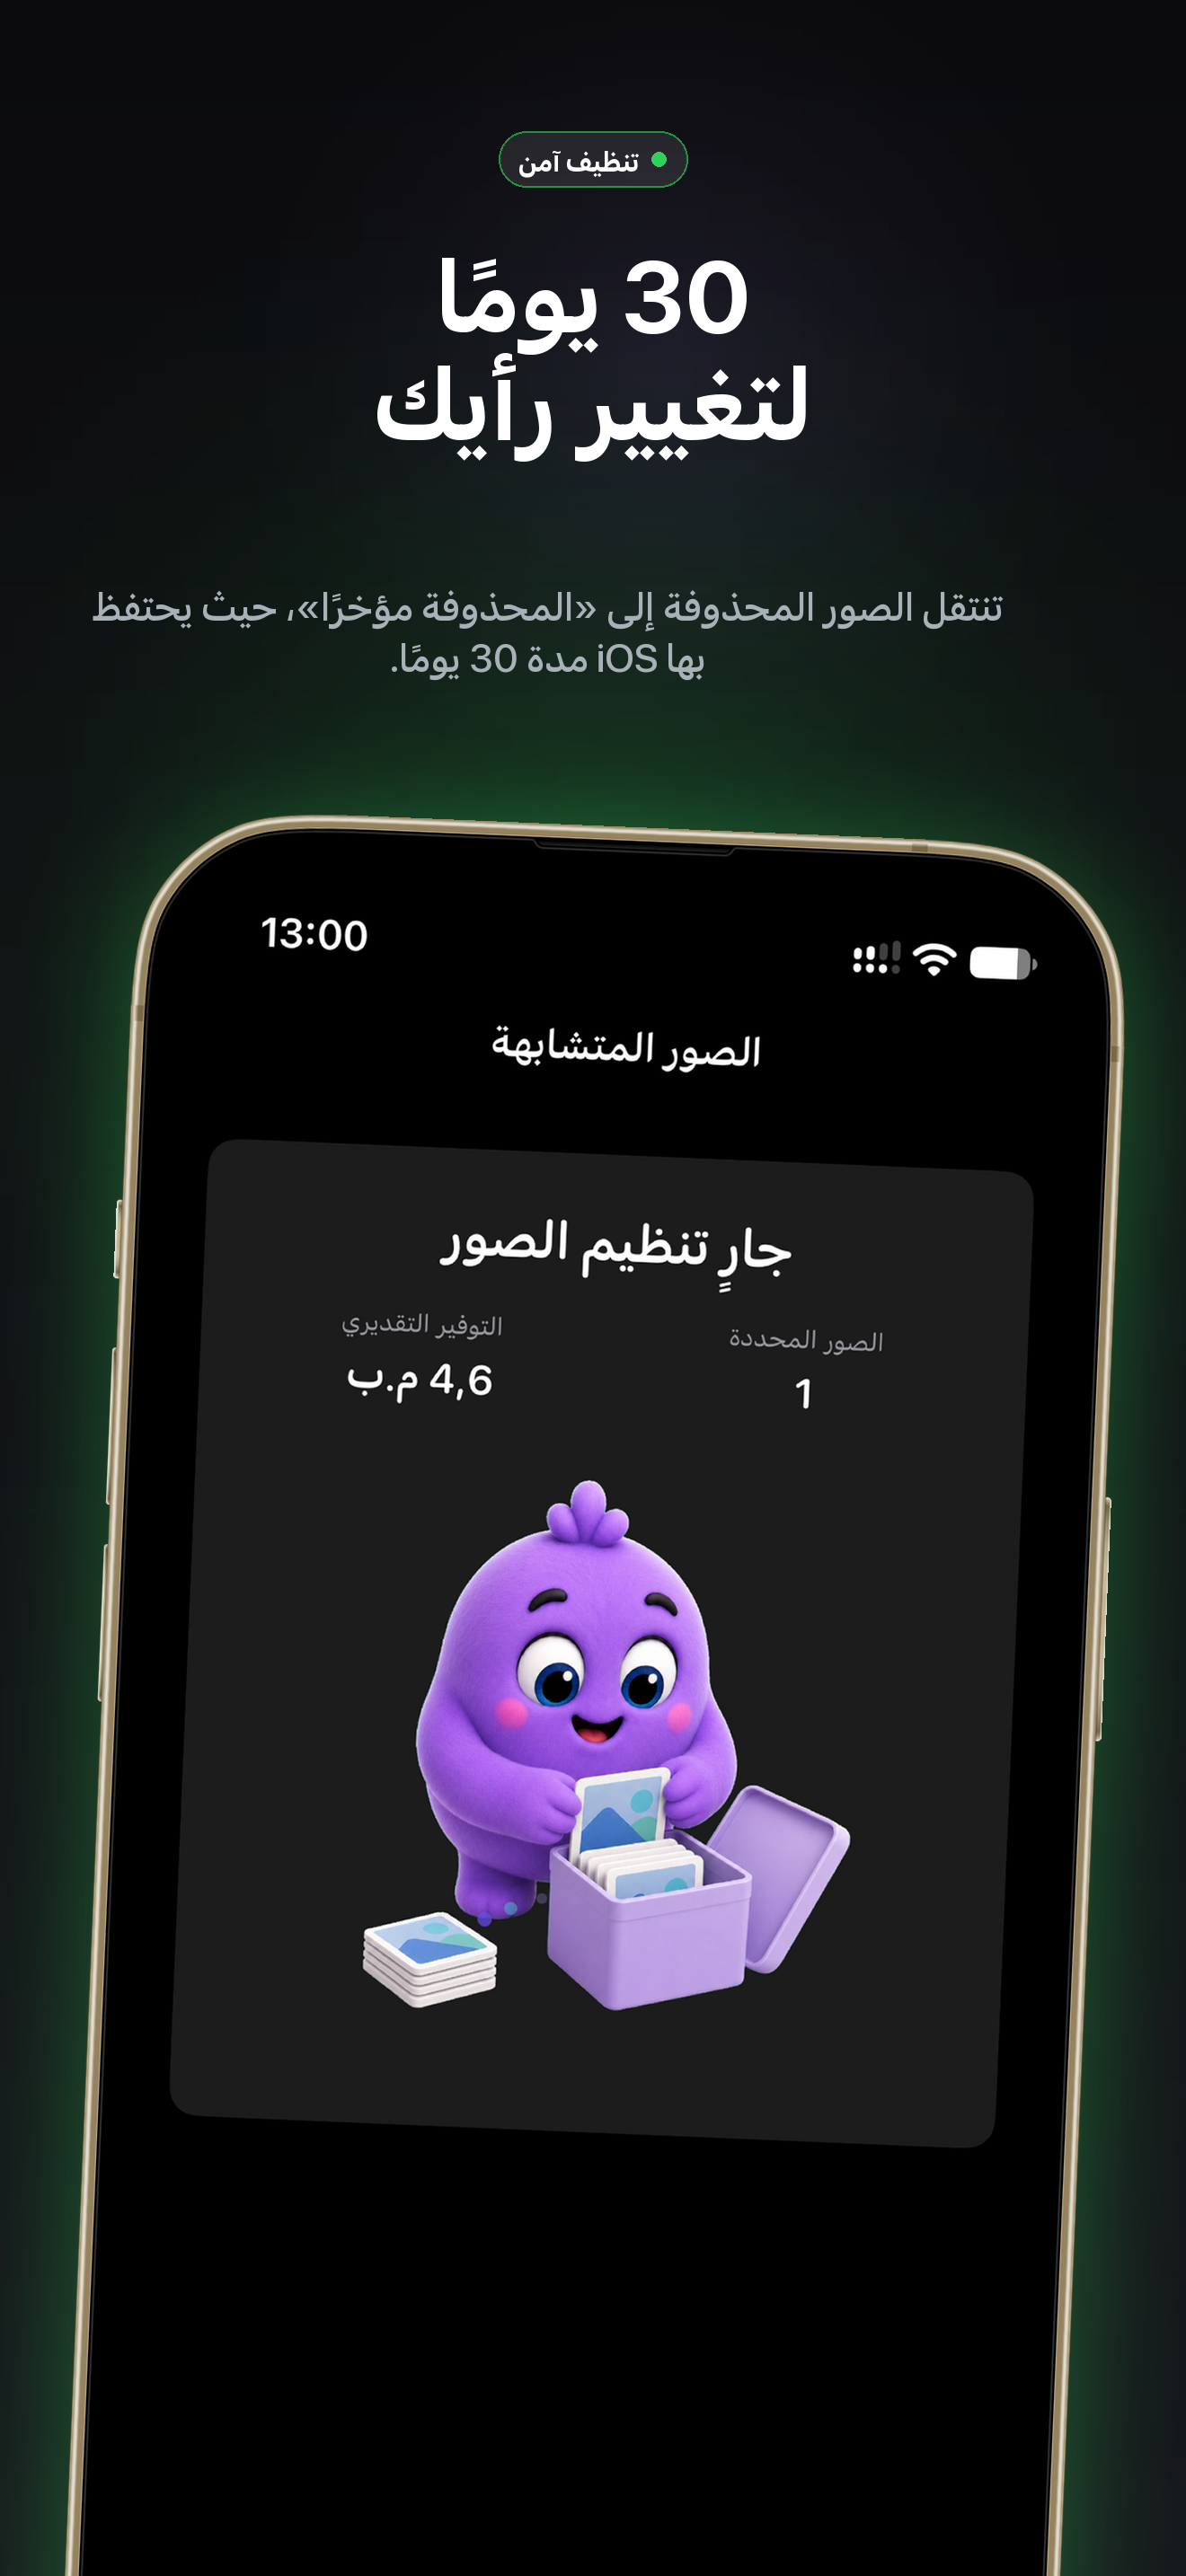 تنظيف آمن
30 يومًا
لتغيير رأيك
تنتقل الصور المحذوفة إلى «المحذوفة مؤخرًا»، حيث يحتفظ
بها iOS مدة 30 يومًا.
13:00
الصور المتشابهة
جارٍ تنظيم الصور
الصور المحددة
1
التوفير التقديري
4,6 م.ب